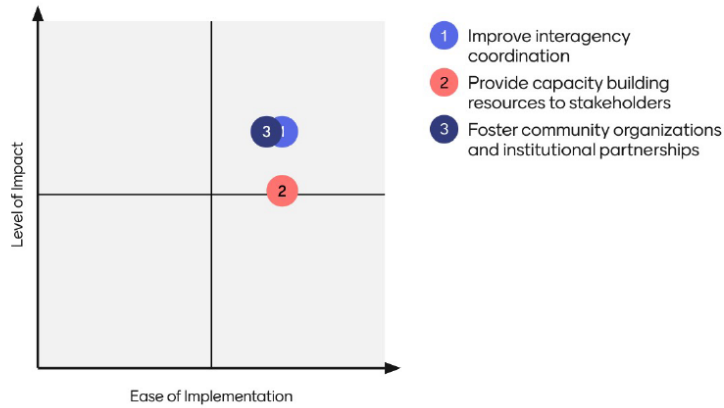 1 Improve interagency
coordination
2 Provide capacity building
resources to stakeholders
3 Foster community organizations
and institutional partnerships
3 1
2
Level of Impact
Ease of Implementation